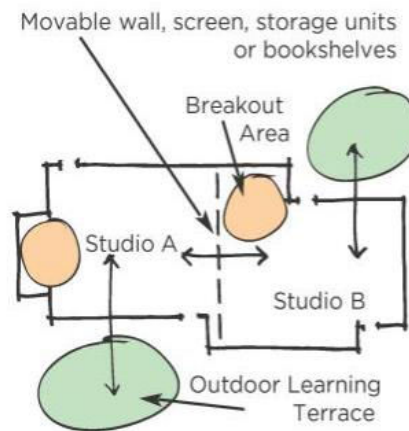 Movable wall, screen, storage units
or bookshelves
Breakout
Area
Studio A
Studio B
Outdoor Learning
Terrace